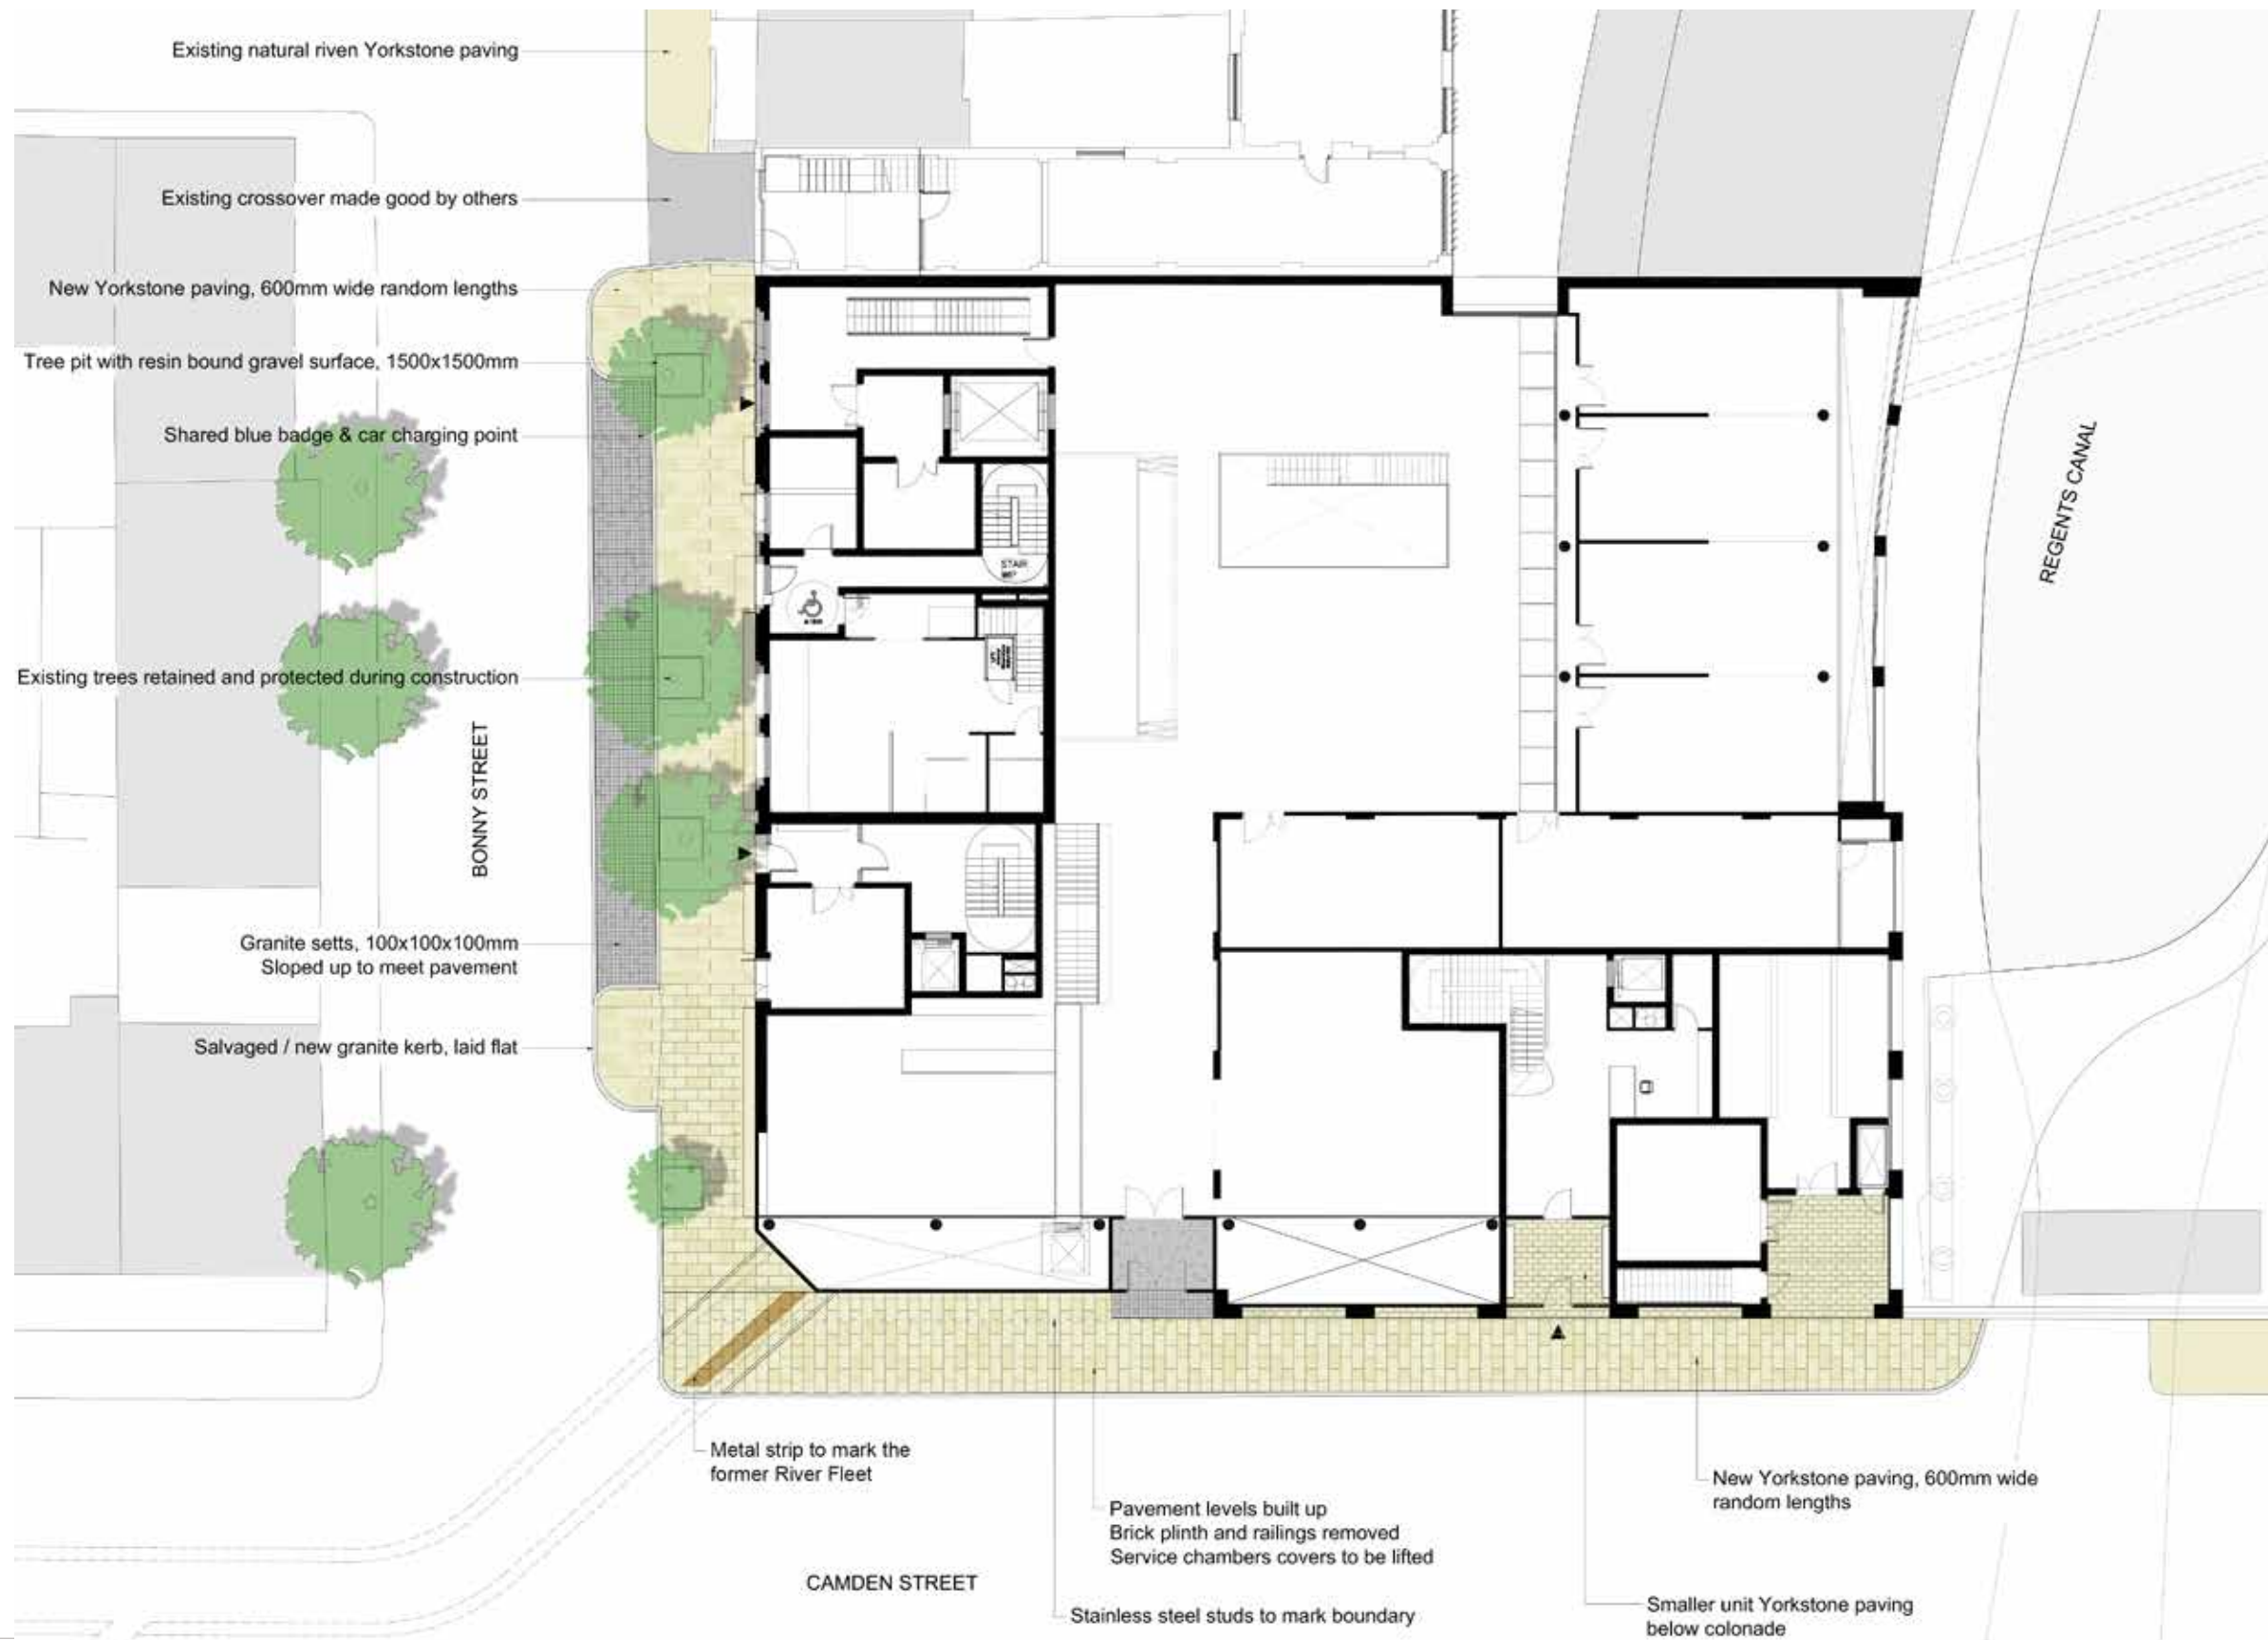 Existing natural riven Yorkstone paving
Existing crossover made good by others
New Yorkstone paving, 600mm wide random lengths
Tree pit with resin bound gravel surface, 1500x1500mm
Shared blue badge & car charging point
REGENTS CANAL
STAIR
Existing trees retained and protected during construction
BONNY STREET
Granite setts, 100x100x100mm
Sloped up to meet pavement
Salvaged / new granite kerb, laid flat
Metal strip to mark the
former River Fleet
New Yorkstone paving, 600mm wide
random lengths
Pavement levels built up
Brick plinth and railings removed
Service chambers covers to be lifted
CAMDEN STREET
Stainless steel studs to mark boundary
Smaller unit Yorkstone paving
below colonade